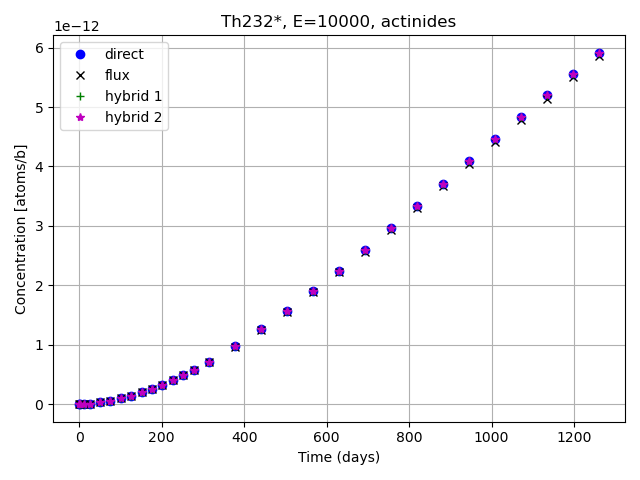 Th232*, E=10000, actinides
1e−12
direct
flux
hybrid 1
hybrid 2
6
5
4
3
2
1
0
Concentration [atoms/b]
0 200 400 600 800 1000 1200
Time (days)